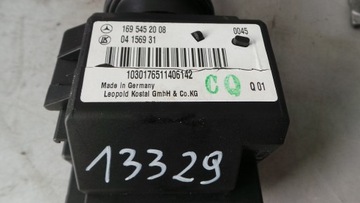 169 545 20 08
0045
04 1569 31
1030176511406142
CQ
Made in Germany
Leopold Kostal GmbH & Co.KG
Q 01
13329